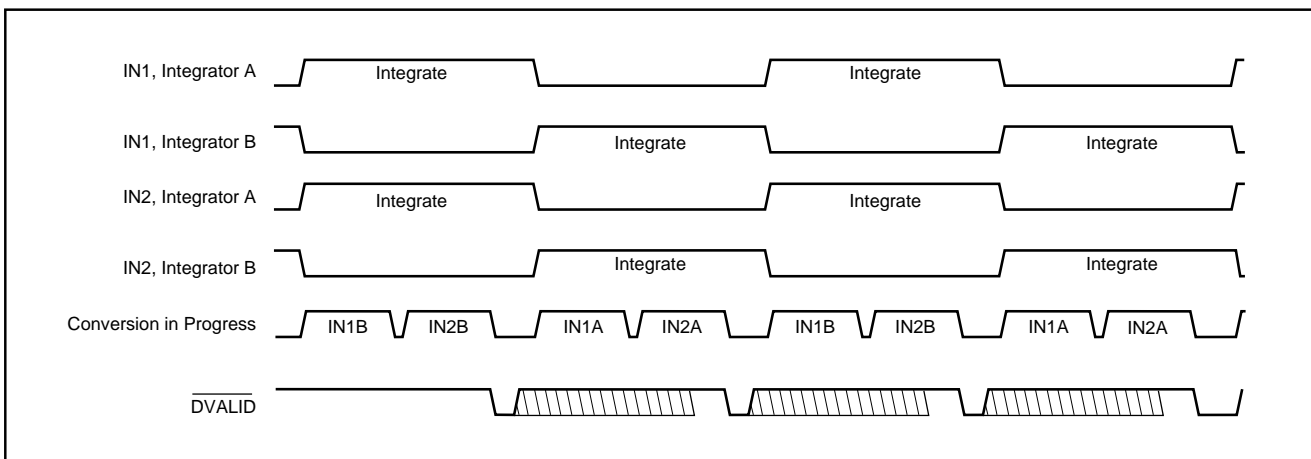 IN1, Integrator A
Integrate
Integrate
IN1, Integrator B
Integrate
Integrate
IN2, Integrator A
Integrate
Integrate
IN2, Integrator B
Integrate
Integrate
Conversion in Progress
IN1B
IN2B
IN1A
IN2A
IN1B
IN2B
IN1A
IN2A
DVALID